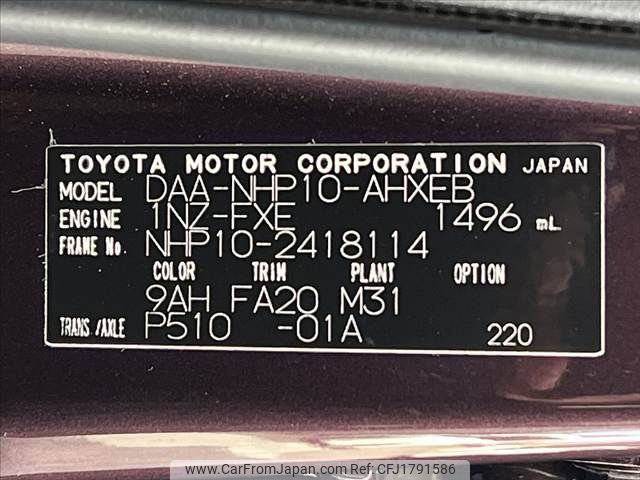 TOYOTA MOTOR CORPORATION JAPAN
MODEL DAA-NHP10-AHXEB
ENGINE 1NZ-FXE 1496 mL
FRAME No. NHP10-2418114
COLOR TRIM PLANT OPTION
9AH FA20 M31
TRANS./AXLE P510 -01A 220
www.CarFromJapan.com REF:CFJ1791586